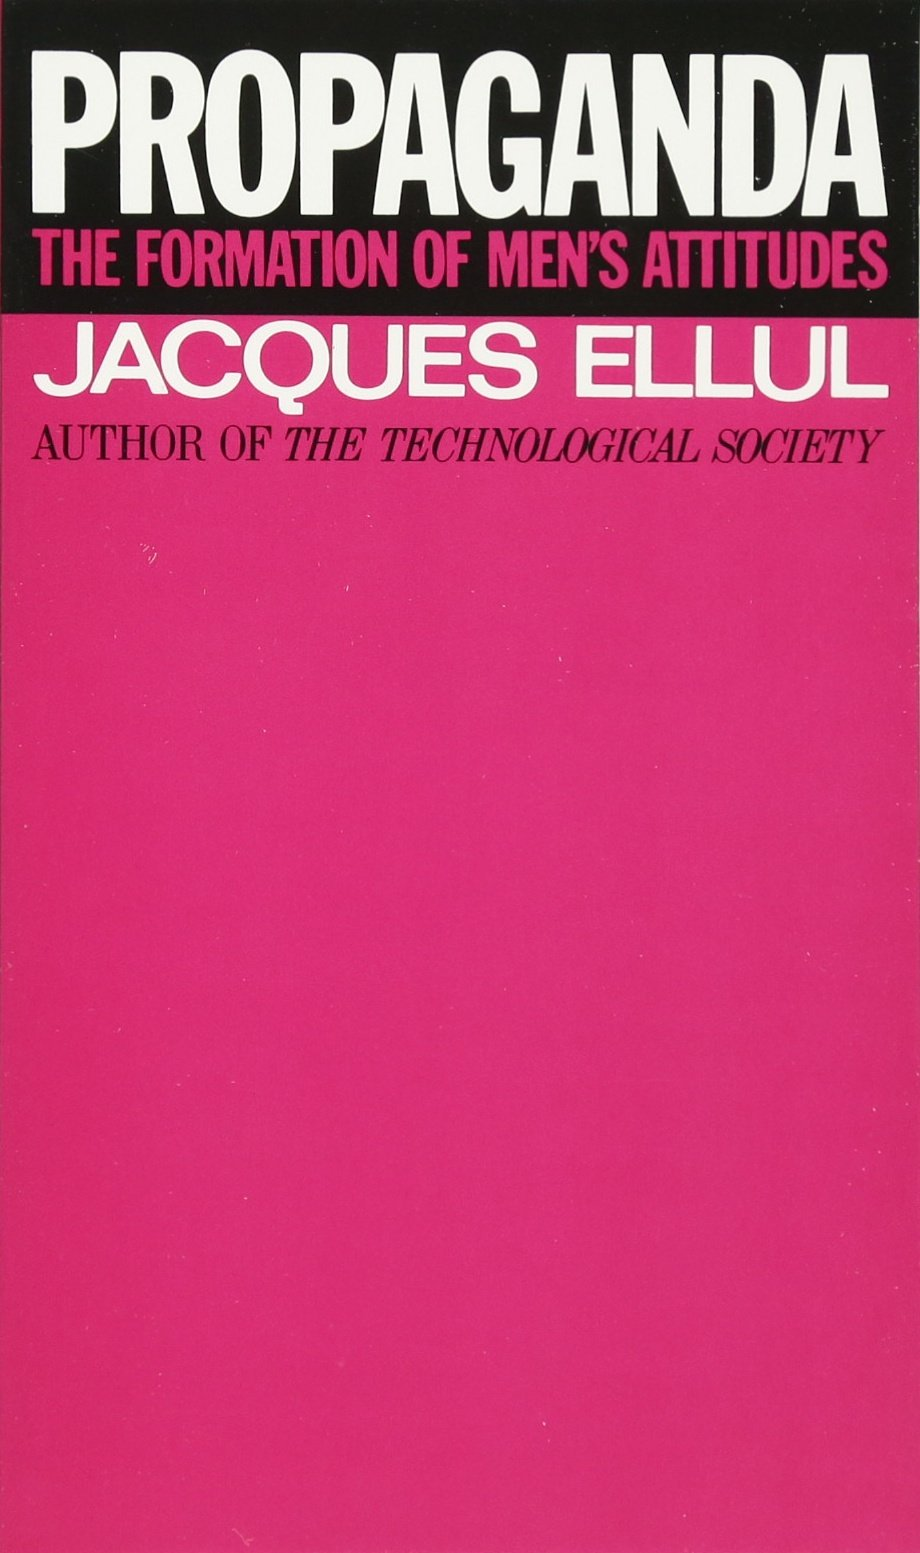 PROPAGANDA
THE FORMATION OF MEN'S ATTITUDES
JACQUES ELLUL
AUTHOR OF THE TECHNOLOGICAL SOCIETY